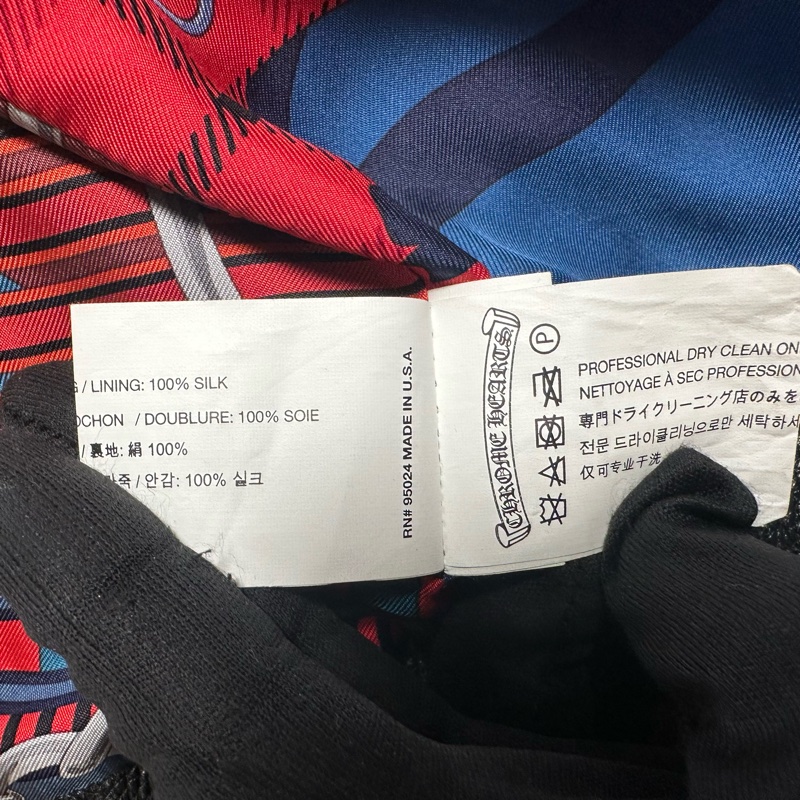 / LINING: 100% SILK
OCHON / DOUBLURE: 100% SOIE
/ 裏地: 絹 100%
죽 / 안감: 100% 실크
RN# 95024 MADE IN U.S.A.
CHROME HEARTS
P
PROFESSIONAL DRY CLEAN ON
NETTOYAGE À SEC PROFESSION
専門ドライクリーニング店のみを
전문 드라이클리닝으로만 세탁하세
仅可专业干洗